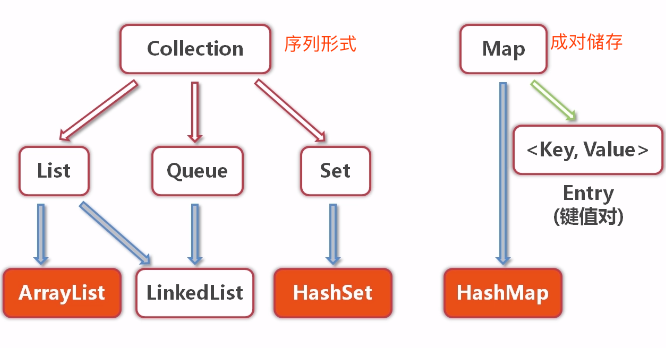 Collection
序列形式
Map
成对储存
<Key, Value>
List
Queue
Set
Entry
(键值对)
ArrayList
LinkedList
HashSet
HashMap